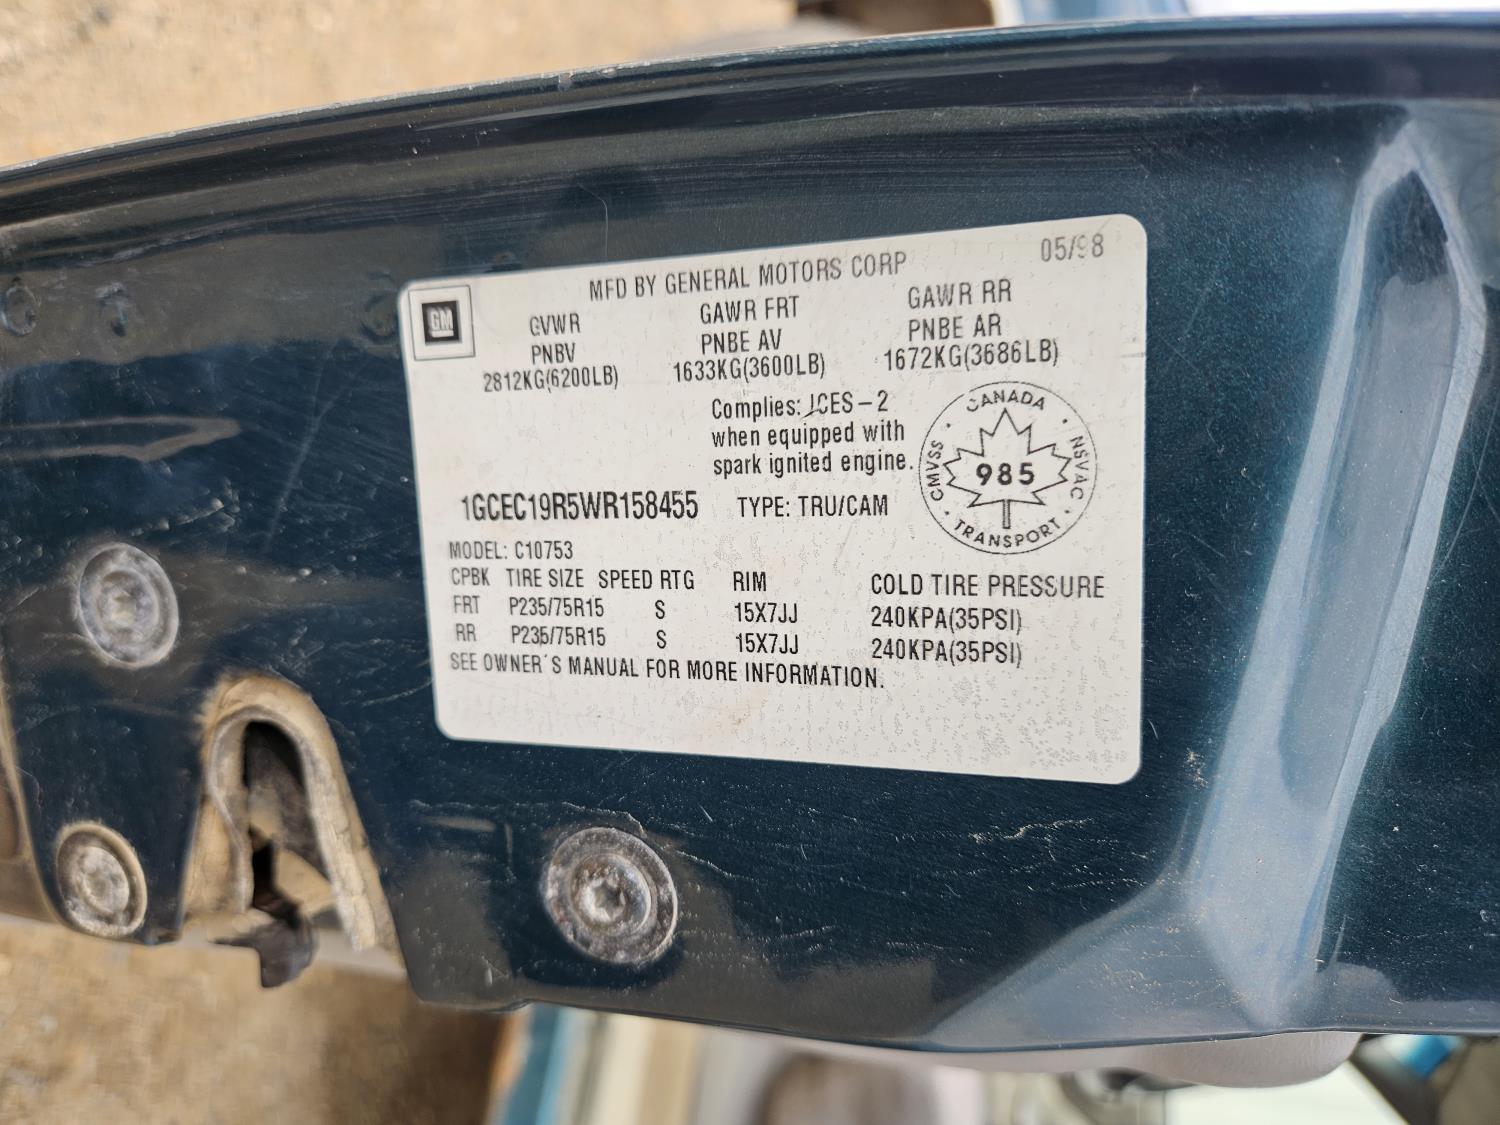 MFD BY GENERAL MOTORS CORP 05/98
GM
GVWR GAWR FRT GAWR RR
PNBV PNBE AV PNBE AR
2812KG(6200LB) 1633KG(3600LB) 1672KG(3686LB)
Complies: ICES-2
when equipped with
spark ignited engine.
CANADA
CMVSS 985 NSVAC
TRANSPORT
1GCEC19R5WR158455 TYPE: TRU/CAM
MODEL: C10753
CPBK TIRE SIZE SPEED RTG RIM COLD TIRE PRESSURE
FRT P235/75R15 S 15X7JJ 240KPA(35PSI)
RR P235/75R15 S 15X7JJ 240KPA(35PSI)
SEE OWNER'S MANUAL FOR MORE INFORMATION.